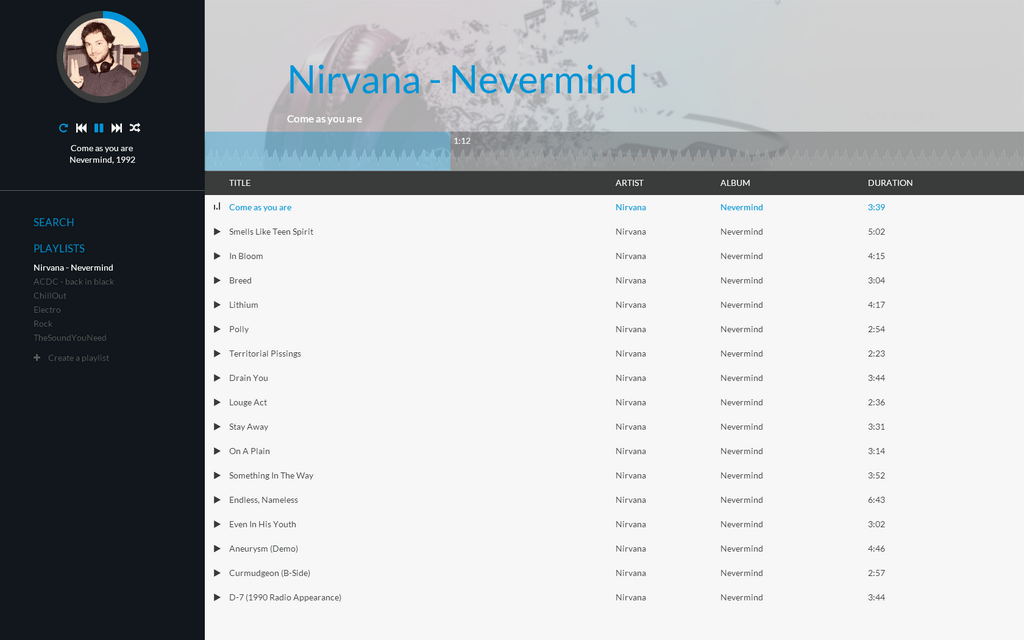 Come as you are
Nevermind, 1992
SEARCH
PLAYLISTS
Nirvana - Nevermind
ACDC - back in black
ChillOut
Electro
Rock
TheSoundYouNeed
Create a playlist
Nirvana - Nevermind
Come as you are
1:12
TITLE ARTIST ALBUM DURATION
Come as you are Nirvana Nevermind 3:39
Smells Like Teen Spirit Nirvana Nevermind 5:02
In Bloom Nirvana Nevermind 4:15
Breed Nirvana Nevermind 3:04
Lithium Nirvana Nevermind 4:17
Polly Nirvana Nevermind 2:54
Territorial Pissings Nirvana Nevermind 2:23
Drain You Nirvana Nevermind 3:44
Louge Act Nirvana Nevermind 2:36
Stay Away Nirvana Nevermind 3:31
On A Plain Nirvana Nevermind 3:14
Something In The Way Nirvana Nevermind 3:52
Endless, Nameless Nirvana Nevermind 6:43
Even In His Youth Nirvana Nevermind 3:02
Aneurysm (Demo) Nirvana Nevermind 4:46
Curmudgeon (B-Side) Nirvana Nevermind 2:57
D-7 (1990 Radio Appearance) Nirvana Nevermind 3:44